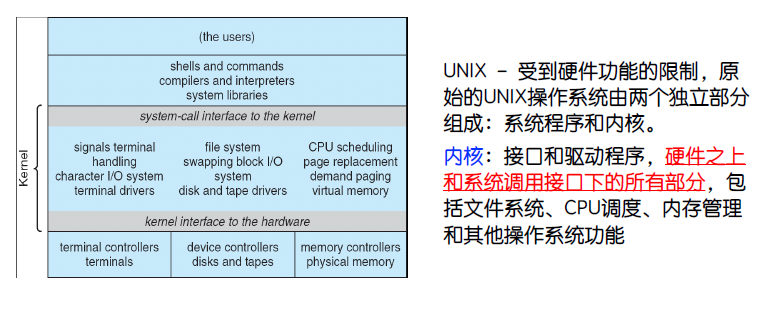 (the users)
shells and commands
compilers and interpreters
system libraries
system-call interface to the kernel
Kernel
signals terminal
handling
character I/O system
terminal drivers
file system
swapping block I/O
system
disk and tape drivers
CPU scheduling
page replacement
demand paging
virtual memory
kernel interface to the hardware
terminal controllers
terminals
device controllers
disks and tapes
memory controllers
physical memory
UNIX – 受到硬件功能的限制，原
始的UNIX操作系统由两个独立部分
组成：系统程序和内核。
内核：接口和驱动程序，硬件之上
和系统调用接口下的所有部分，包
括文件系统、CPU调度、内存管理
和其他操作系统功能